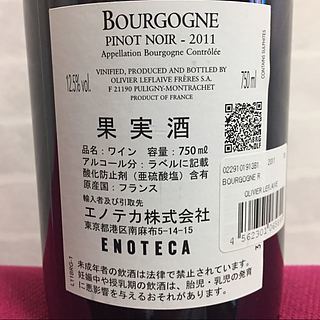 BOURGOGNE
PINOT NOIR - 2011
Appellation Bourgogne Contrôlée
VINIFIED, PRODUCED AND BOTTLED BY
OLIVIER LEFLAIVE FRÈRES S.A.
F 21190 PULIGNY-MONTRACHET
PRODUCT OF FRANCE
12,5% vol.
750 ml
CONTAINS SULPHITES
果実酒
品名：ワイン 容量：750㎖
アルコール分：ラベルに記載
酸化防止剤（亜硫酸塩）含有
原産国：フランス
輸入者及び引取先
エノテカ株式会社
東京都港区南麻布5-14-15
ENOTECA
BOURGOGNE R
2011
OLIVIER LEFLAIVE
未成年者の飲酒は法律で禁止されています。
妊娠中や授乳期の飲酒は、胎児・乳児の発育
に悪影響を与えるおそれがあります。